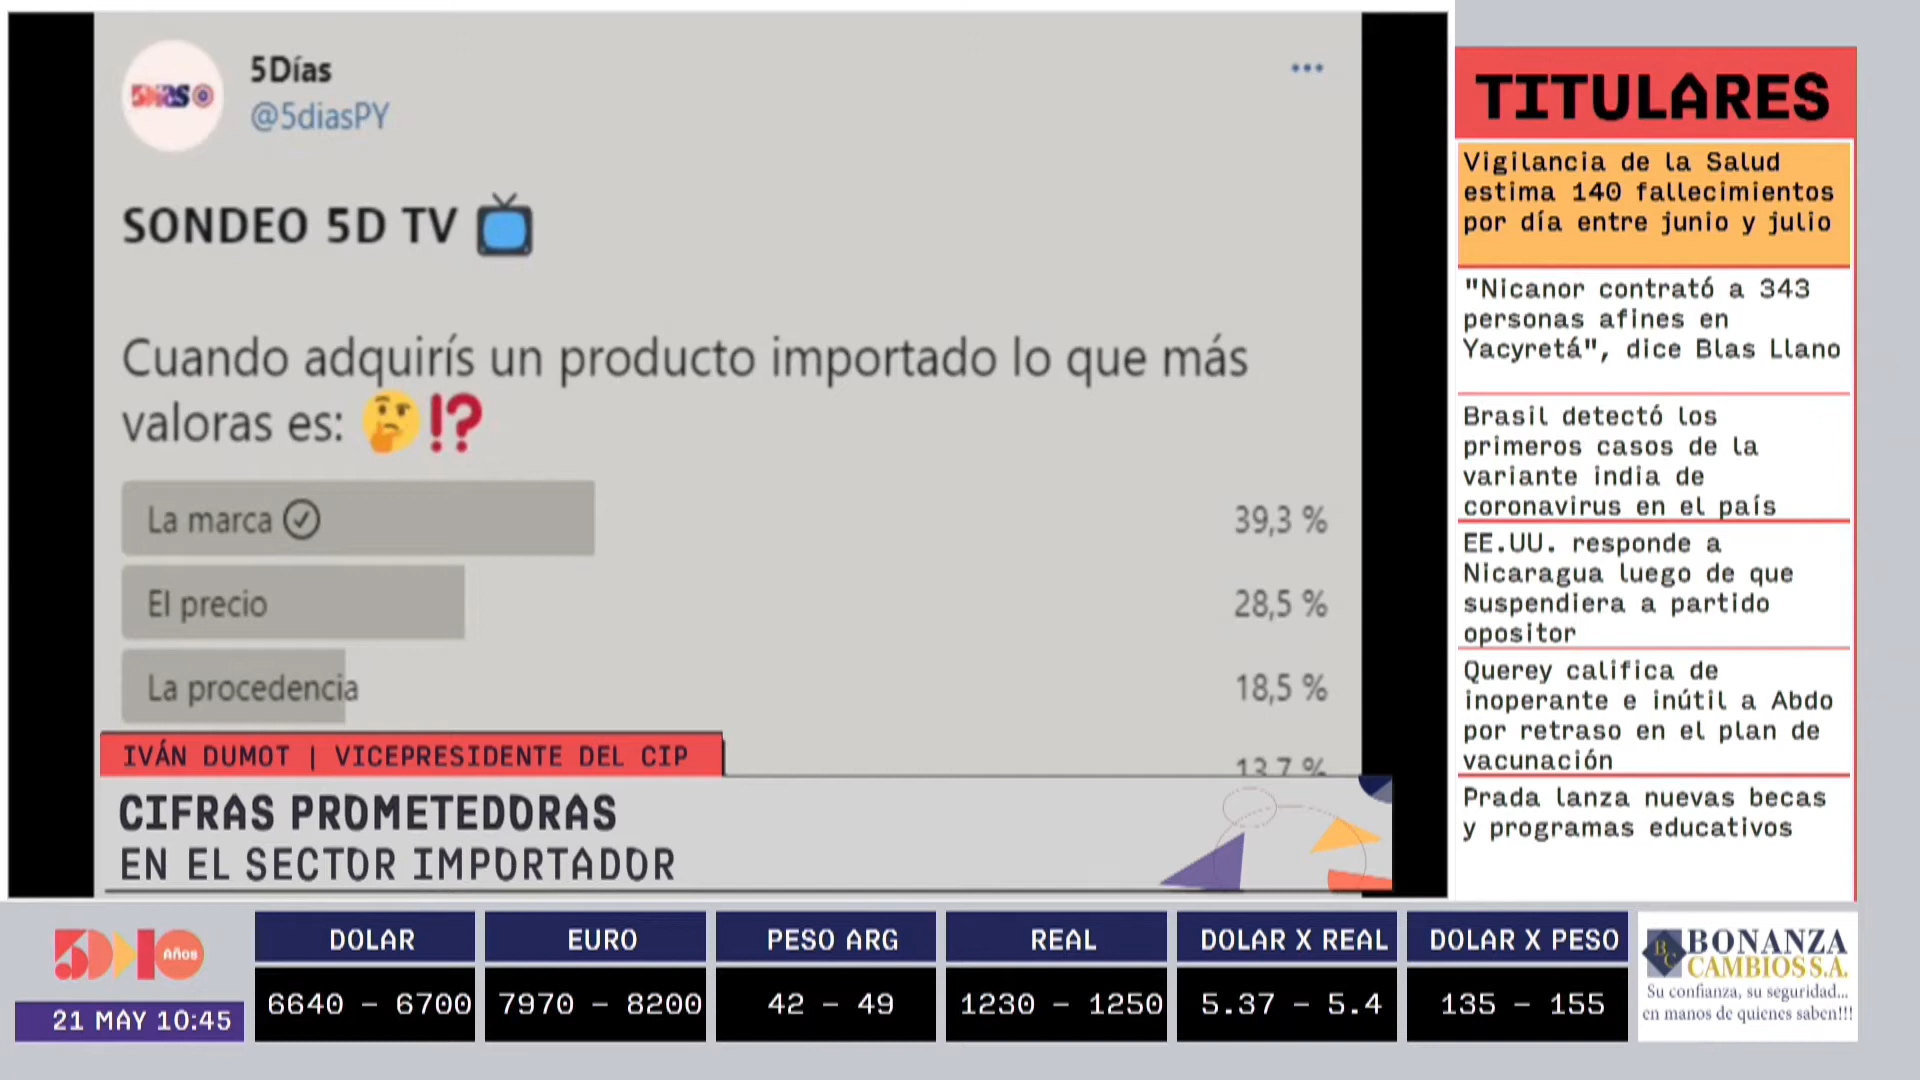 5DÍAS
5Días
@5diasPY
SONDEO 5D TV
Cuando adquirís un producto importado lo que más
valoras es: 🤔⁉️
La marca
39,3 %
El precio
28,5 %
La procedencia
18,5 %
13,7 %
IVÁN DUMOT | VICEPRESIDENTE DEL CIP
CIFRAS PROMETEDORAS
EN EL SECTOR IMPORTADOR
TITULARES
Vigilancia de la Salud
estima 140 fallecimientos
por día entre junio y julio
"Nicanor contrató a 343
personas afines en
Yacyretá", dice Blas Llano
Brasil detectó los
primeros casos de la
variante india de
coronavirus en el país
EE.UU. responde a
Nicaragua luego de que
suspendiera a partido
opositor
Querey califica de
inoperante e inútil a Abdo
por retraso en el plan de
vacunación
Prada lanza nuevas becas
y programas educativos
5D 10 Años
21 MAY 10:45
DOLAR
6640 - 6700
EURO
7970 - 8200
PESO ARG
42 - 49
REAL
1230 - 1250
DOLAR X REAL
5.37 - 5.4
DOLAR X PESO
135 - 155
BC
BONANZA
CAMBIOS S.A.
Su confianza, su seguridad...
en manos de quienes saben!!!